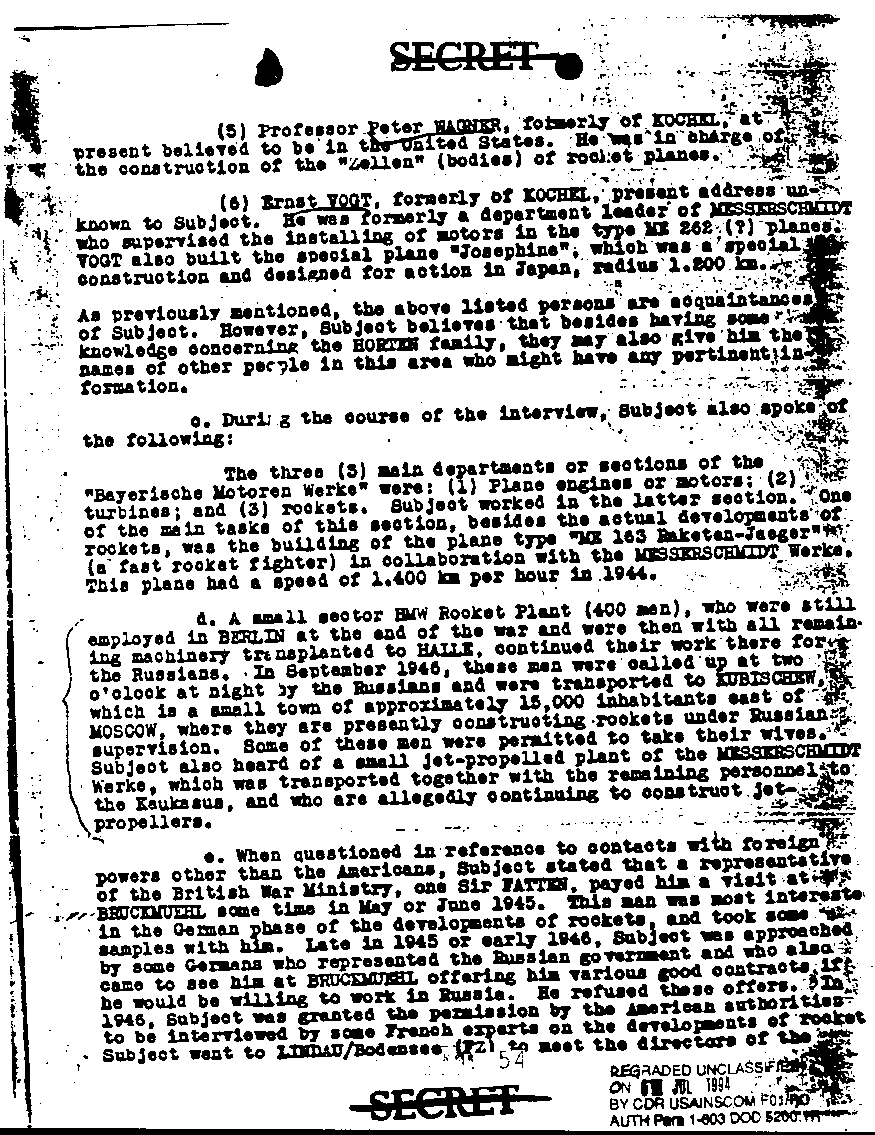 SECRET
(5) Professor Peter WAGNER, formerly of KOCHEL, at
present believed to be in the United States. He was in charge of
the construction of the "Zellen" (bodies) of rocket planes.
(6) Ernst VOGT, formerly of KOCHEL, present address un-
known to Subject. He was formerly a department leader of MESSERSCHMIDT
who supervised the installing of motors in the type ME 262 (?) planes.
VOGT also built the special plane "Josephine", which was a special
construction and designed for action in Japan, radius 1.200 km.
As previously mentioned, the above listed persons are acquaintances
of Subject. However, Subject believes that besides having some
knowledge concerning the HORTEN family, they may also give him the
names of other people in this area who might have any pertinent in-
formation.
c. During the course of the interview, Subject also spoke of
the following:
The three (3) main departments or sections of the
"Bayerische Motoren Werke" were: (1) Plane engines or motors; (2)
turbines; and (3) rockets. Subject worked in the latter section. One
of the main tasks of this section, besides the actual developments of
rockets, was the building of the plane type "ME 163 Raketen-Jaeger"
(a fast rocket fighter) in collaboration with the MESSERSCHMIDT Werke.
This plane had a speed of 1.400 km per hour in 1944.
d. A small sector BMW Rocket Plant (400 men), who were still
employed in BERLIN at the end of the war and were then with all remain-
ing machinery transplanted to HALLE, continued their work there for
the Russians. In September 1946, these men were called up at two
o'clock at night by the Russians and were transported to KUBISCHEW,
which is a small town of approximately 15,000 inhabitants east of
MOSCOW, where they are presently constructing rockets under Russian
supervision. Some of these men were permitted to take their wives.
Subject also heard of a small jet-propelled plant of the MESSERSCHMIDT
Werke, which was transported together with the remaining personnel to
the Kaukasus, and who are allegedly continuing to construct jet-
propellers.
e. When questioned in reference to contacts with foreign
powers other than the Americans, Subject stated that a representative
of the British War Ministry, one Sir FATTEN, payed him a visit at
BRUCKMUEHL some time in May or June 1945. This man was most intereste
in the German phase of the developments of rockets, and took some
samples with him. Late in 1945 or early 1946, Subject was approached
by some Germans who represented the Russian government and who also
came to see him at BRUCKMUEHL offering him various good contracts if
he would be willing to work in Russia. He refused these offers. In
1946, Subject was granted the permission by the American authorities
to be interviewed by some French experts on the developments of rocket
Subject went to LINDAU/Bodensee (FZ) to meet the directors of the
54
SECRET
REGRADED UNCLASSIFIED
ON JUL 1994
BY CDR USAINSCOM
AUTH Para 1-603 DOD 5200.1R